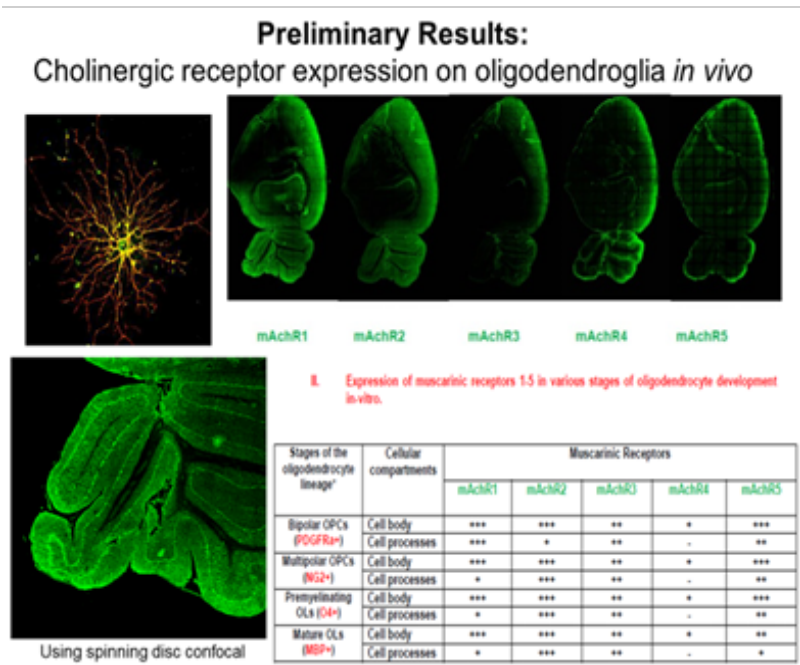 Preliminary Results:
Cholinergic receptor expression on oligodendroglia in vivo
mAchR1 mAchR2 mAchR3 mAchR4 mAchR5
II. Expression of muscarinic receptors 1-5 in various stages of oligodendrocyte development
in-vitro.
Stages of the oligodendrocyte lineage* Cellular compartments Muscarinic Receptors
mAchR1 mAchR2 mAchR3 mAchR4 mAchR5
Bipolar OPCs (PDGFRa+) Cell body +++ +++ ++ + +++
Cell processes +++ + ++ - ++
Multipolar OPCs (NG2+) Cell body +++ +++ ++ + +++
Cell processes + +++ ++ - ++
Premyelinating OLs (O4+) Cell body +++ +++ ++ + +++
Cell processes + +++ ++ - ++
Mature OLs (MBP+) Cell body +++ +++ ++ + ++
Cell processes + +++ ++ - +
Using spinning disc confocal